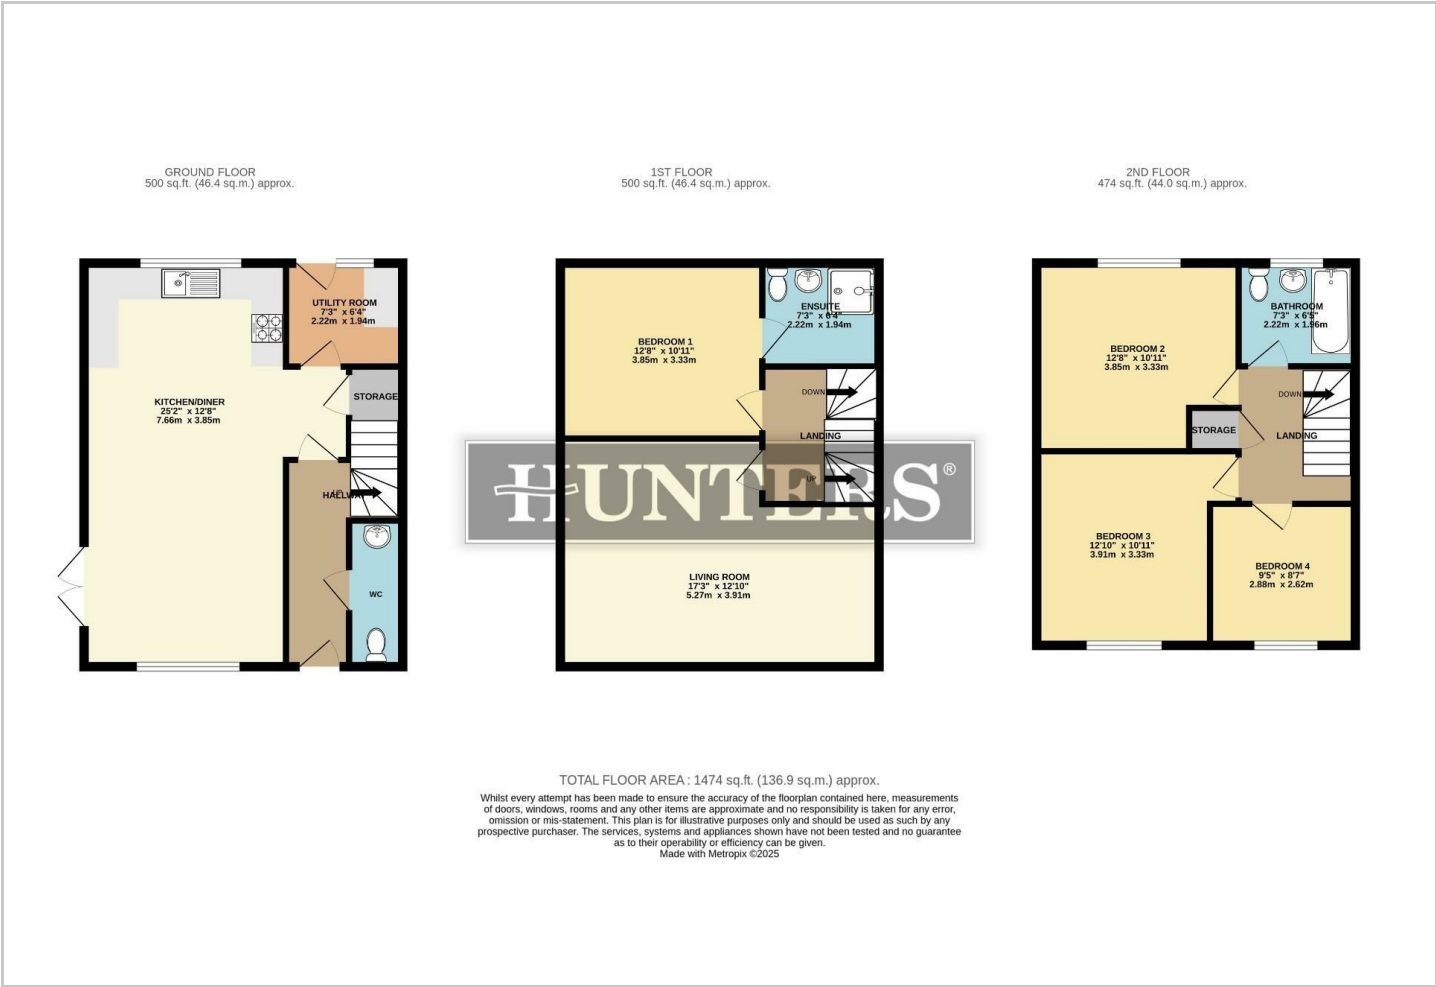 GROUND FLOOR
500 sq.ft. (46.4 sq.m.) approx.
1ST FLOOR
500 sq.ft. (46.4 sq.m.) approx.
2ND FLOOR
474 sq.ft. (44.0 sq.m.) approx.
UTILITY ROOM
7'3" x 6'4"
2.22m x 1.94m
KITCHEN/DINER
25'2" x 12'8"
7.66m x 3.85m
STORAGE
WC
BEDROOM 1
12'8" x 10'11"
3.85m x 3.33m
ENSUITE
7'3" x 6'4"
2.22m x 1.94m
DOWN
LANDING
UP
HUNTERS®
LIVING ROOM
17'3" x 12'10"
5.27m x 3.91m
BEDROOM 2
12'8" x 10'11"
3.85m x 3.33m
BATHROOM
7'3" x 6'5"
2.22m x 1.96m
DOWN
STORAGE
LANDING
BEDROOM 3
12'10" x 10'11"
3.91m x 3.33m
BEDROOM 4
9'5" x 8'7"
2.88m x 2.62m
TOTAL FLOOR AREA : 1474 sq.ft. (136.9 sq.m.) approx.
Whilst every attempt has been made to ensure the accuracy of the floorplan contained here, measurements
of doors, windows, rooms and any other items are approximate and no responsibility is taken for any error,
omission or mis-statement. This plan is for illustrative purposes only and should be used as such by any
prospective purchaser. The services, systems and appliances shown have not been tested and no guarantee
as to their operability or efficiency can be given.
Made with Metropix ©2025